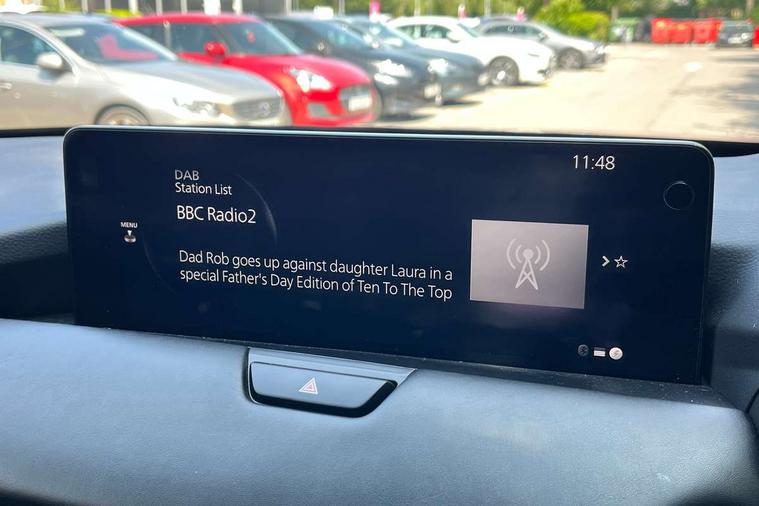 11:48
DAB
Station List
BBC Radio2
MENU
Dad Rob goes up against daughter Laura in a
special Father's Day Edition of Ten To The Top